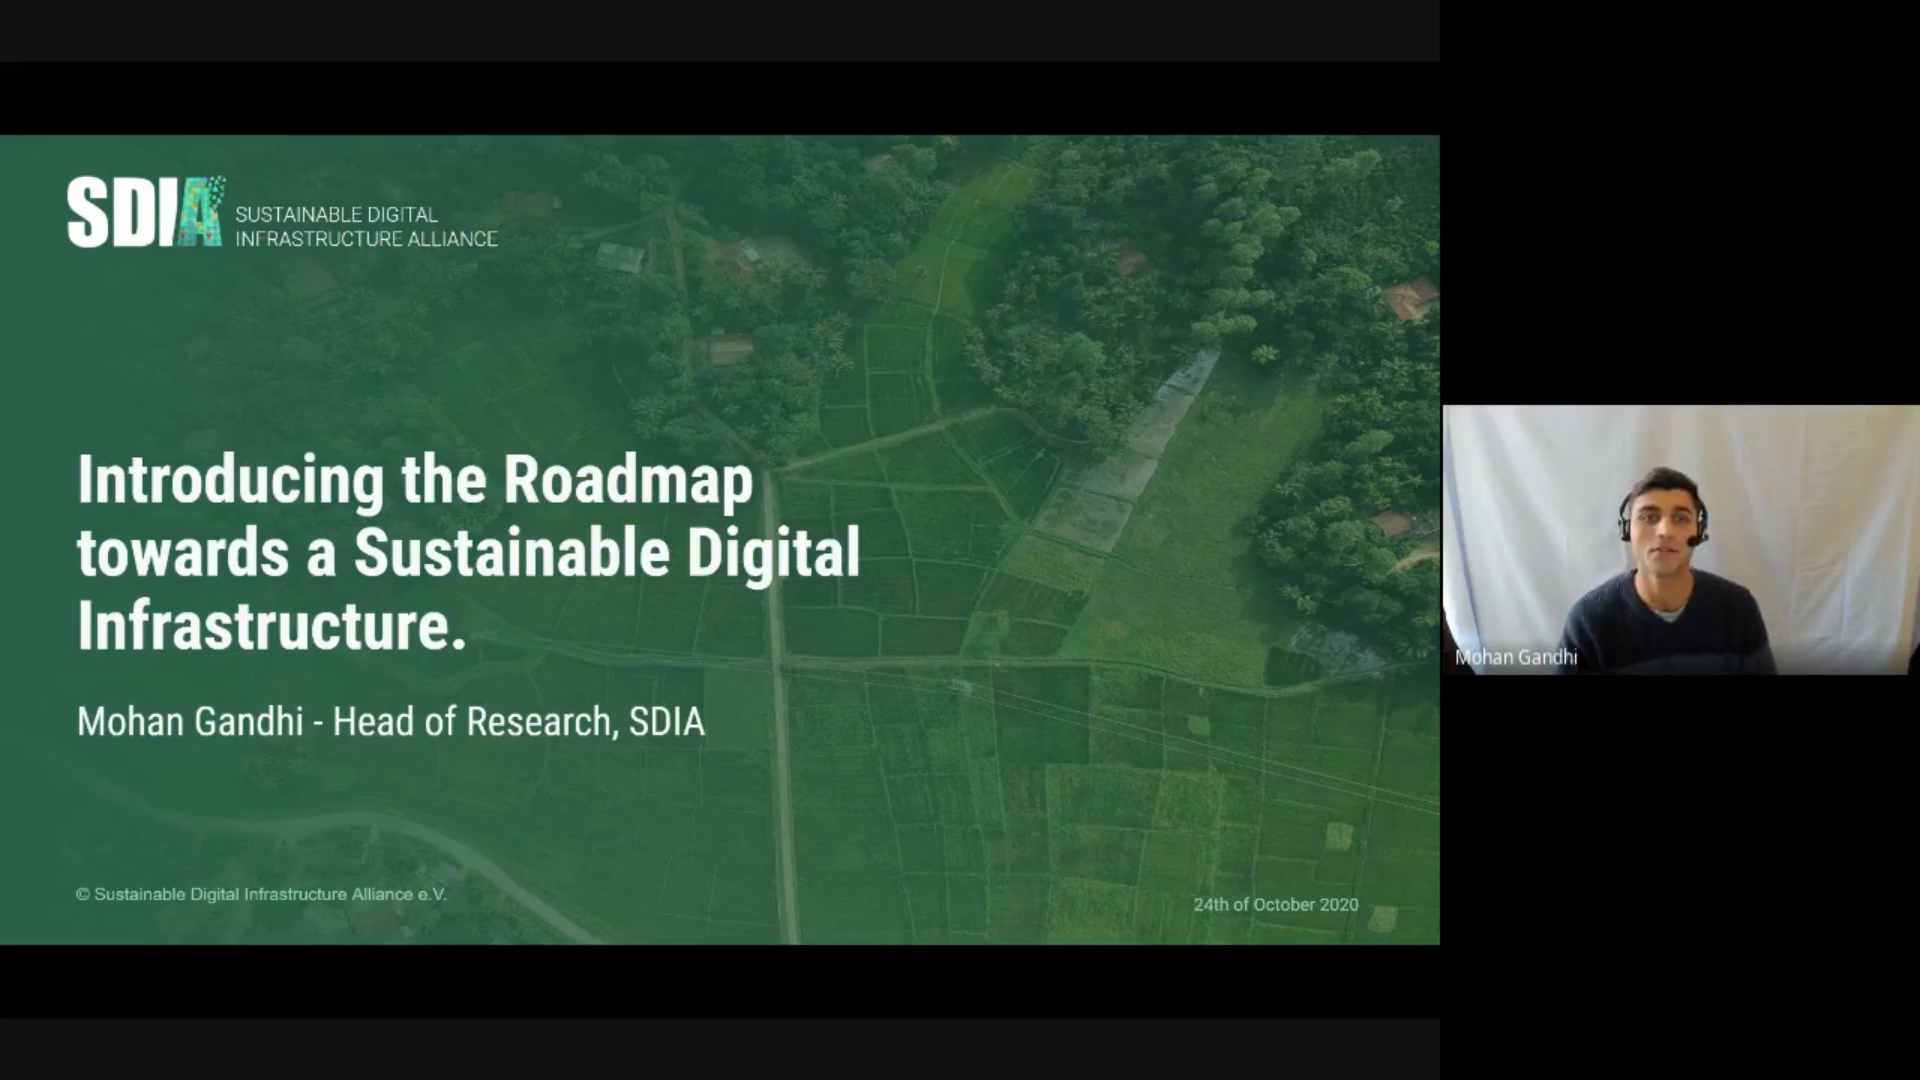 SDIA
SUSTAINABLE DIGITAL
INFRASTRUCTURE ALLIANCE
Introducing the Roadmap
towards a Sustainable Digital
Infrastructure.
Mohan Gandhi - Head of Research, SDIA
© Sustainable Digital Infrastructure Alliance e.V.
24th of October 2020
Mohan Gandhi